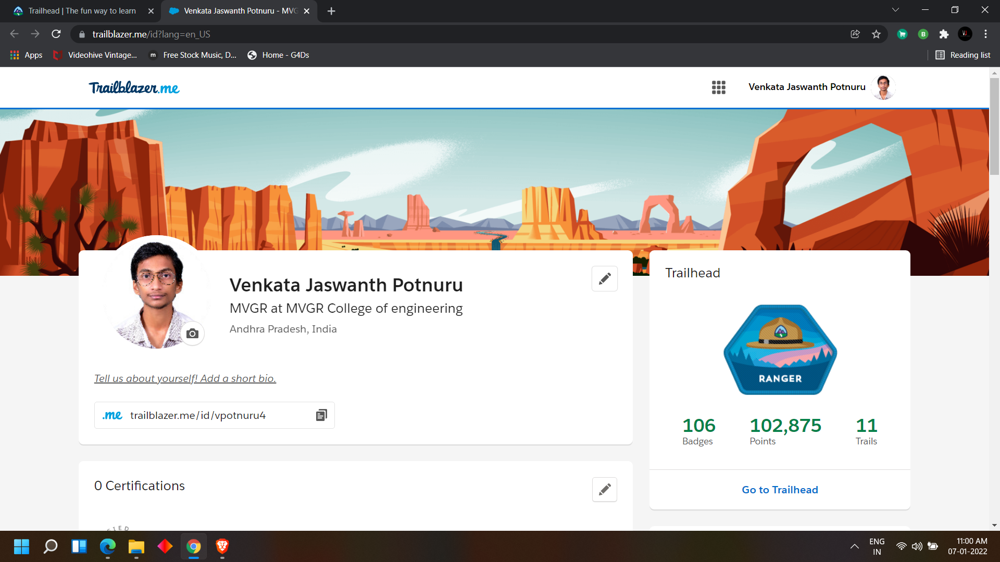 Trailhead | The fun way to learn
Venkata Jaswanth Potnuru - MVG
trailblazer.me/id?lang=en_US
Apps
Videohive Vintage...
m
Free Stock Music, D...
Home - G4Ds
Reading list
Trailblazer.me
Venkata Jaswanth Potnuru
Venkata Jaswanth Potnuru
MVGR at MVGR College of engineering
Andhra Pradesh, India
Tell us about yourself! Add a short bio.
.me trailblazer.me/id/vpotnuru4
Trailhead
RANGER
106
Badges
102,875
Points
11
Trails
Go to Trailhead
0 Certifications
ENG
IN
11:00 AM
07-01-2022